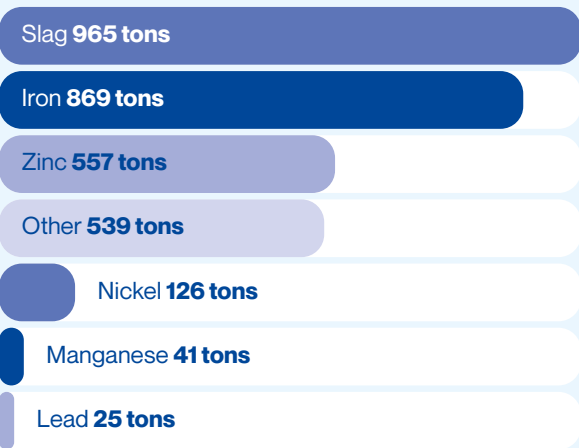 Slag 965 tons
Iron 869 tons
Zinc 557 tons
Other 539 tons
Nickel 126 tons
Manganese 41 tons
Lead 25 tons